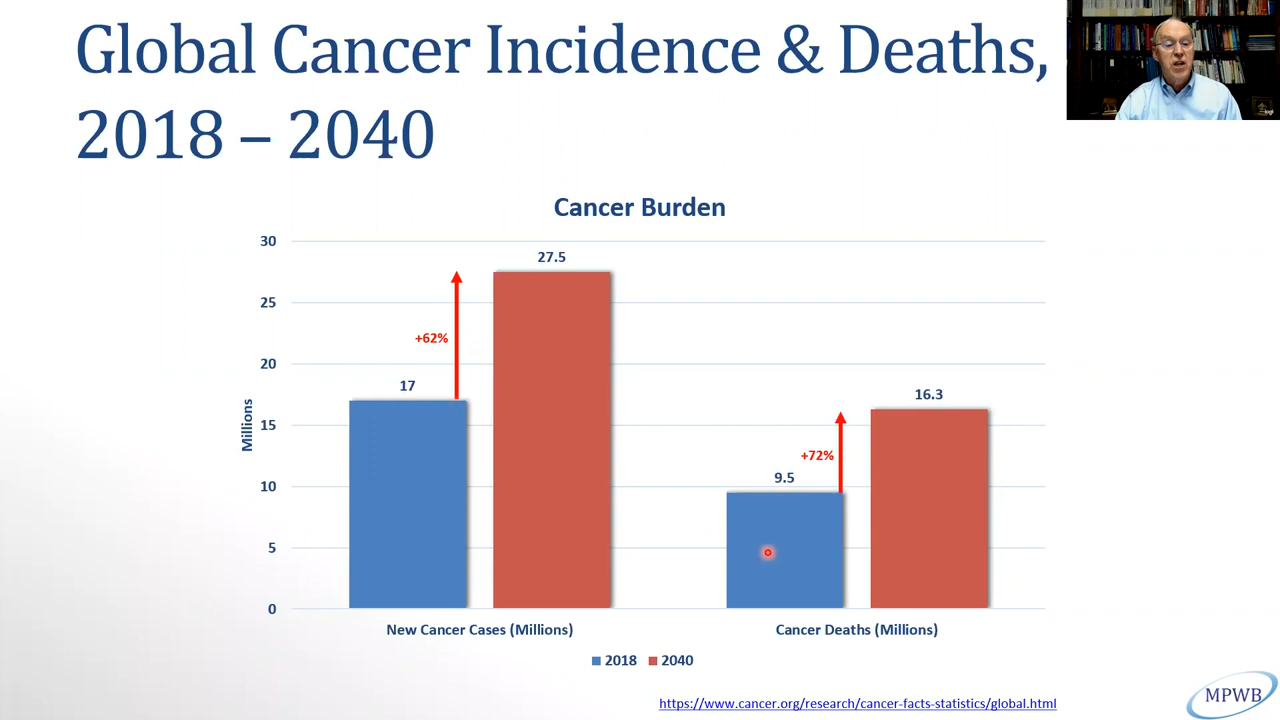 Global Cancer Incidence & Deaths,
2018 – 2040
Cancer Burden
30
25
20
15
10
5
0
Millions
17
+62%
27.5
9.5
+72%
16.3
New Cancer Cases (Millions)
Cancer Deaths (Millions)
2018
2040
https://www.cancer.org/research/cancer-facts-statistics/global.html
MPWB